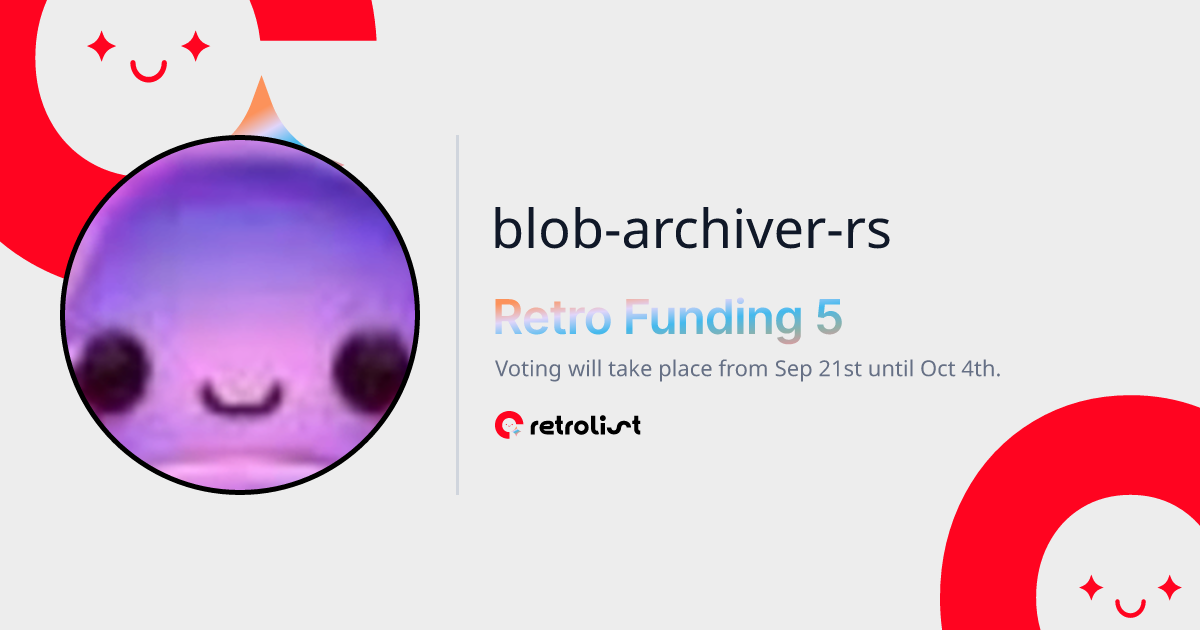 blob-archiver-rs
Retro Funding 5
Voting will take place from Sep 21st until Oct 4th.
retrolist